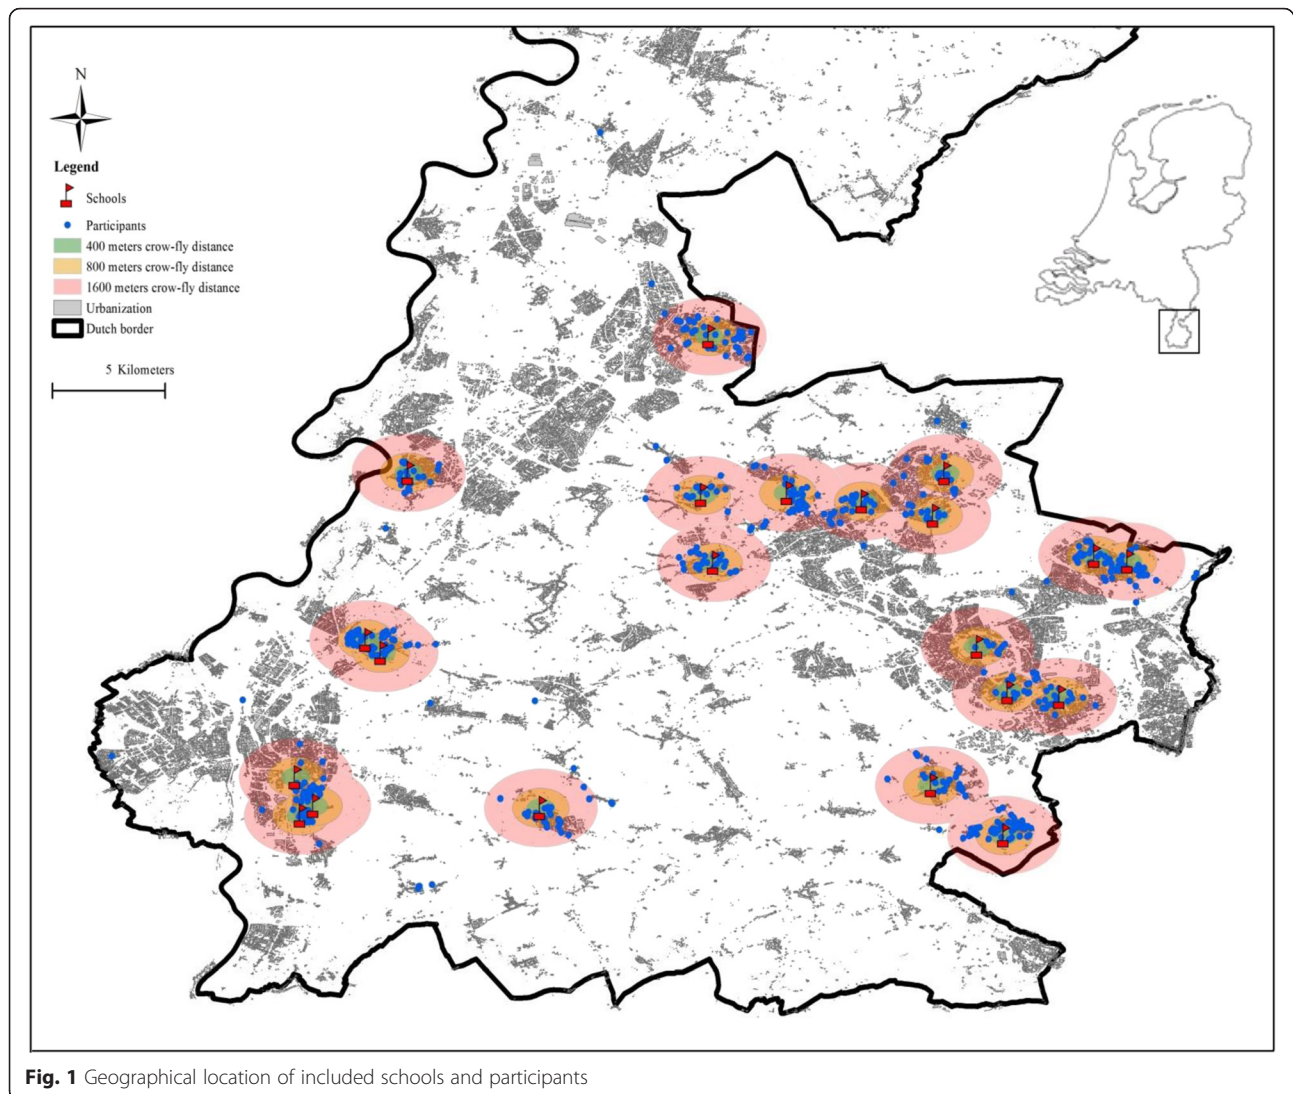 N
Legend
Schools
Participants
400 meters crow-fly distance
800 meters crow-fly distance
1600 meters crow-fly distance
Urbanization
Dutch border
5 Kilometers
Fig. 1 Geographical location of included schools and participants